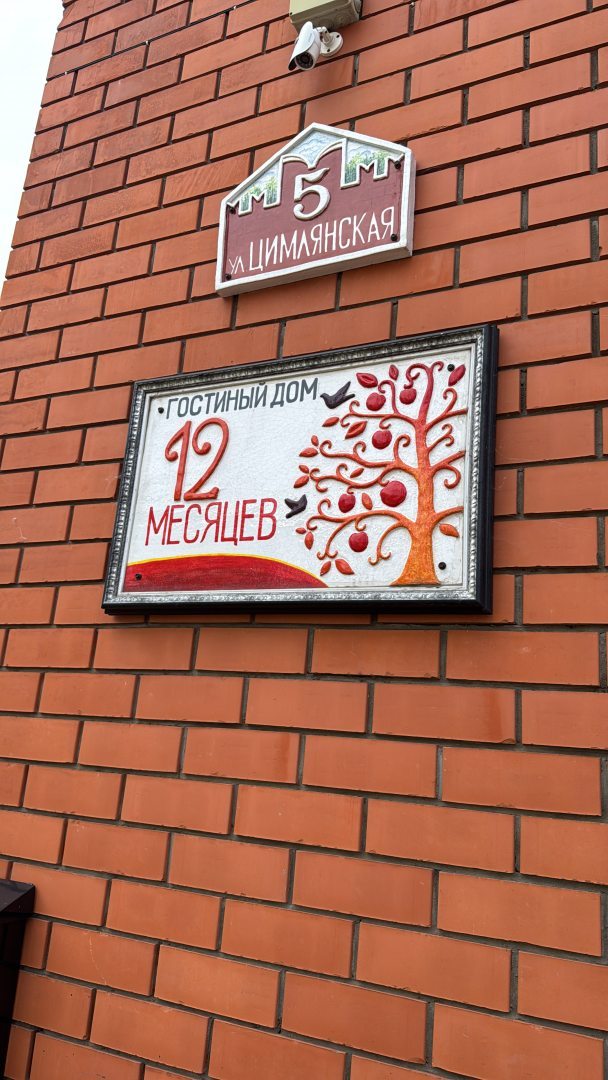 5
УЛ ЦИМЛЯНСКАЯ
ГОСТИНЫЙ ДОМ
12
МЕСЯЦЕВ